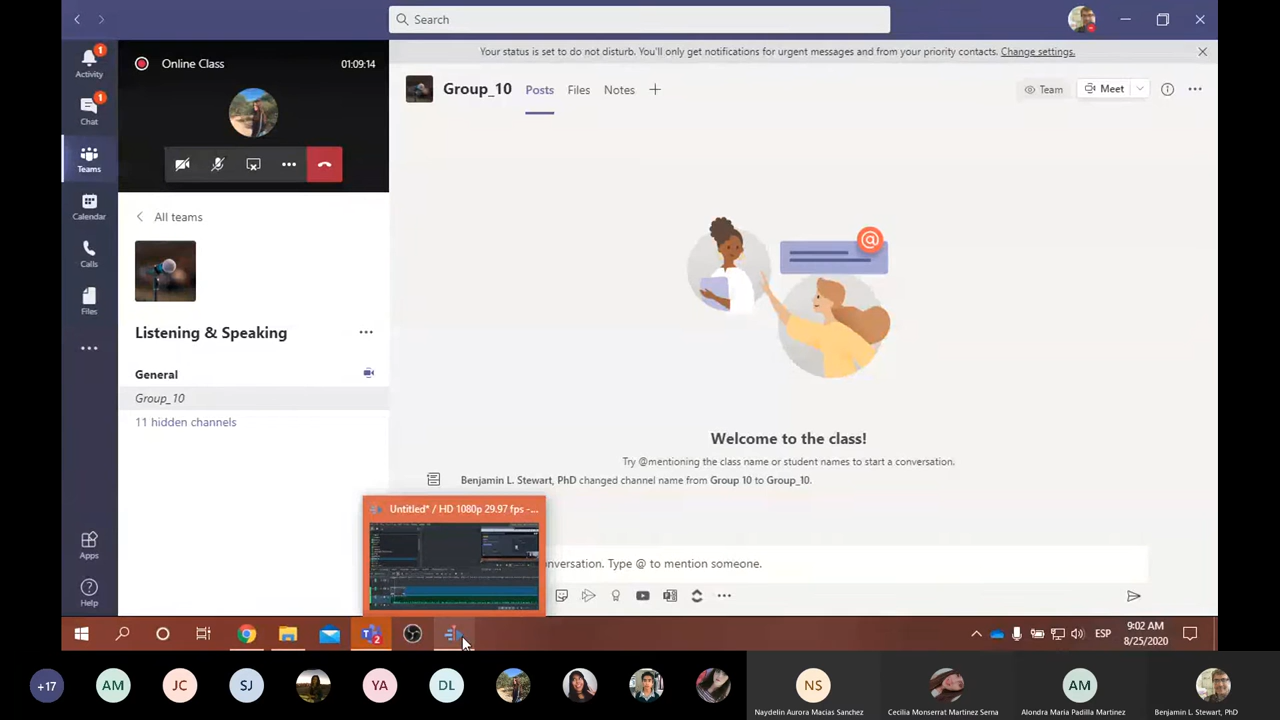 Search
Your status is set to do not disturb. You'll only get notifications for urgent messages and from your priority contacts. Change settings.
Activity
1
Chat
1
Teams
Calendar
Calls
Files
Apps
Help
Online Class
01:09:14
All teams
Listening & Speaking
General
Group_10
11 hidden channels
Group_10
Posts
Files
Notes
Team
Meet
@
Welcome to the class!
Try @mentioning the class name or student names to start a conversation.
Benjamin L. Stewart, PhD changed channel name from Group 10 to Group_10.
Untitled* / HD 1080p 29.97 fps -...
nversation. Type @ to mention someone.
2
ESP
9:02 AM
8/25/2020
+17
AM
JC
SJ
YA
DL
NS
Naydelin Aurora Macias Sanchez
Cecilia Monserrat Martinez Serna
AM
Alondra Maria Padilla Martinez
Benjamin L. Stewart, PhD